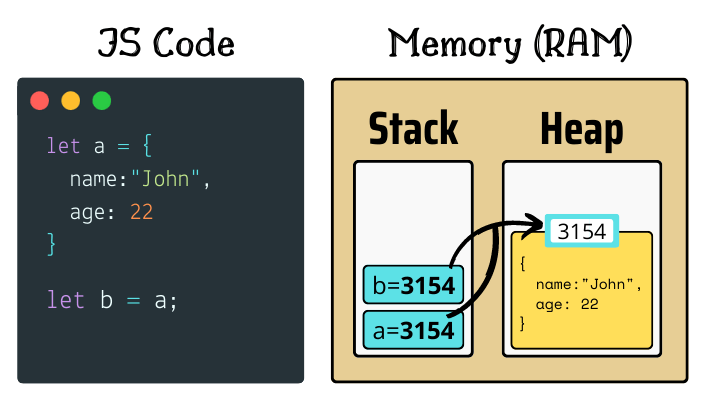 JS Code
let a = {
name:"John",
age: 22
}
let b = a;
Memory (RAM)
Stack
b=3154
a=3154
Heap
3154
{
name:"John",
age: 22
}